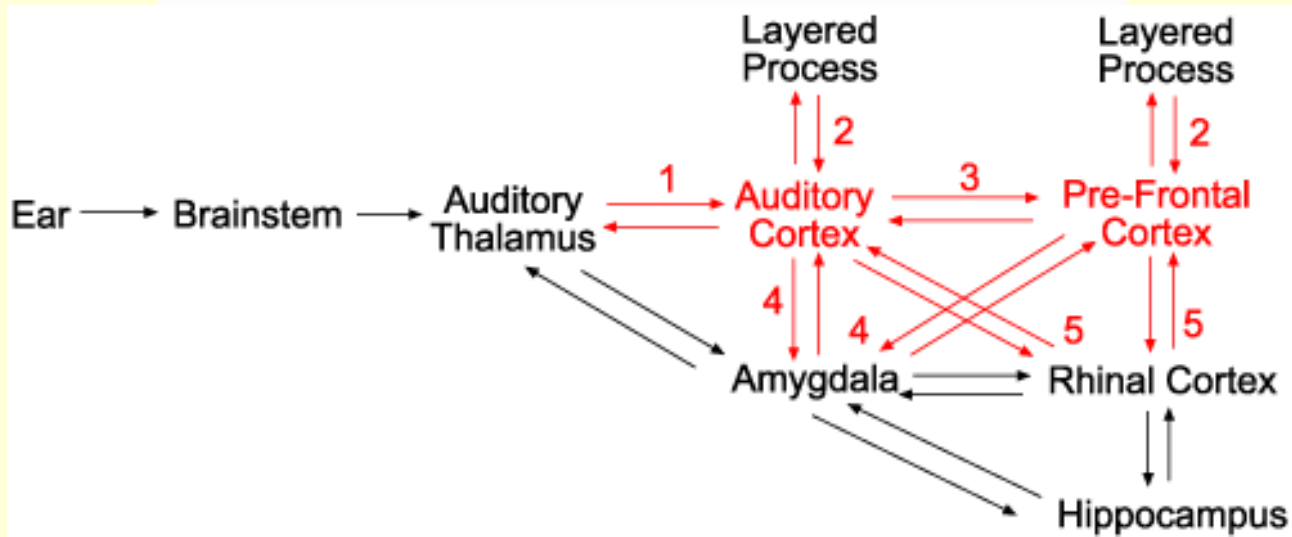 Layered
Process
Layered
Process
2
2
1
3
Ear
Brainstem
Auditory
Thalamus
Auditory
Cortex
Pre-Frontal
Cortex
4
4
5
5
Amygdala
Rhinal Cortex
Hippocampus